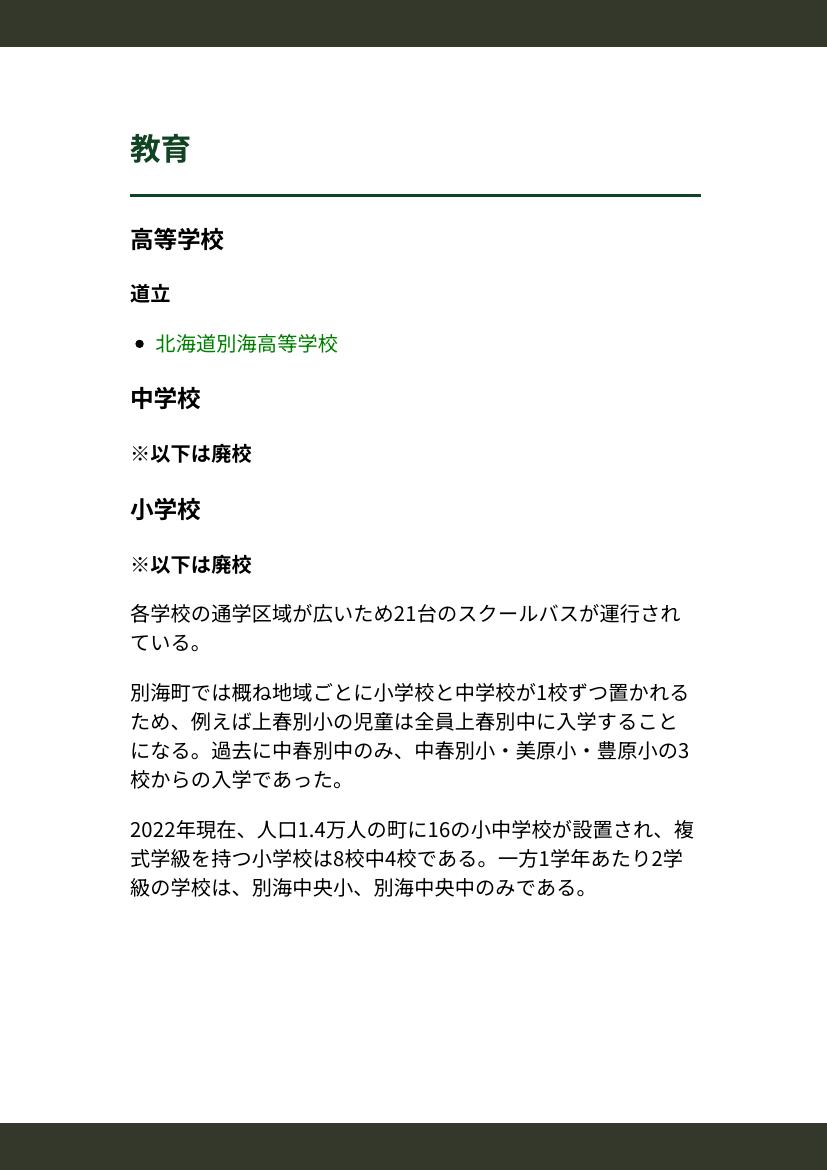 教育
高等学校
道立
• 北海道別海高等学校
中学校
※以下は廃校
小学校
※以下は廃校
各学校の通学区域が広いため21台のスクールバスが運行され
ている。
別海町では概ね地域ごとに小学校と中学校が1校ずつ置かれる
ため、例えば上春別小の児童は全員上春別中に入学すること
になる。過去に中春別中のみ、中春別小・美原小・豊原小の3
校からの入学であった。
2022年現在、人口1.4万人の町に16の小中学校が設置され、複
式学級を持つ小学校は8校中4校である。一方1学年あたり2学
級の学校は、別海中央小、別海中央中のみである。